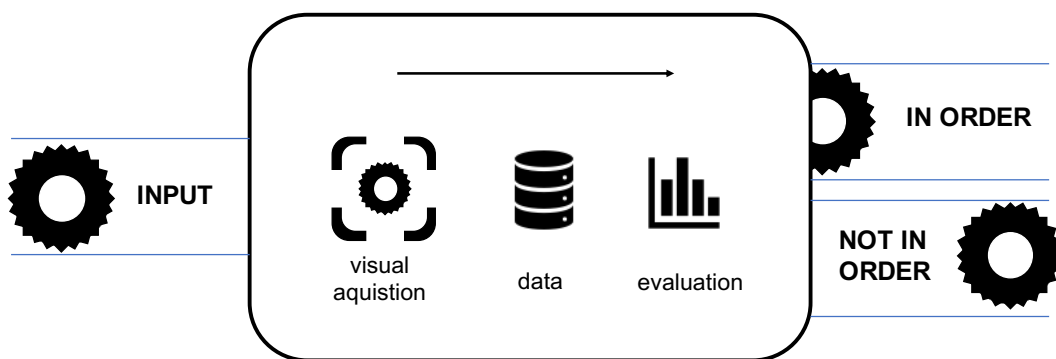 INPUT
visual
aquistion
data
evaluation
IN ORDER
NOT IN
ORDER